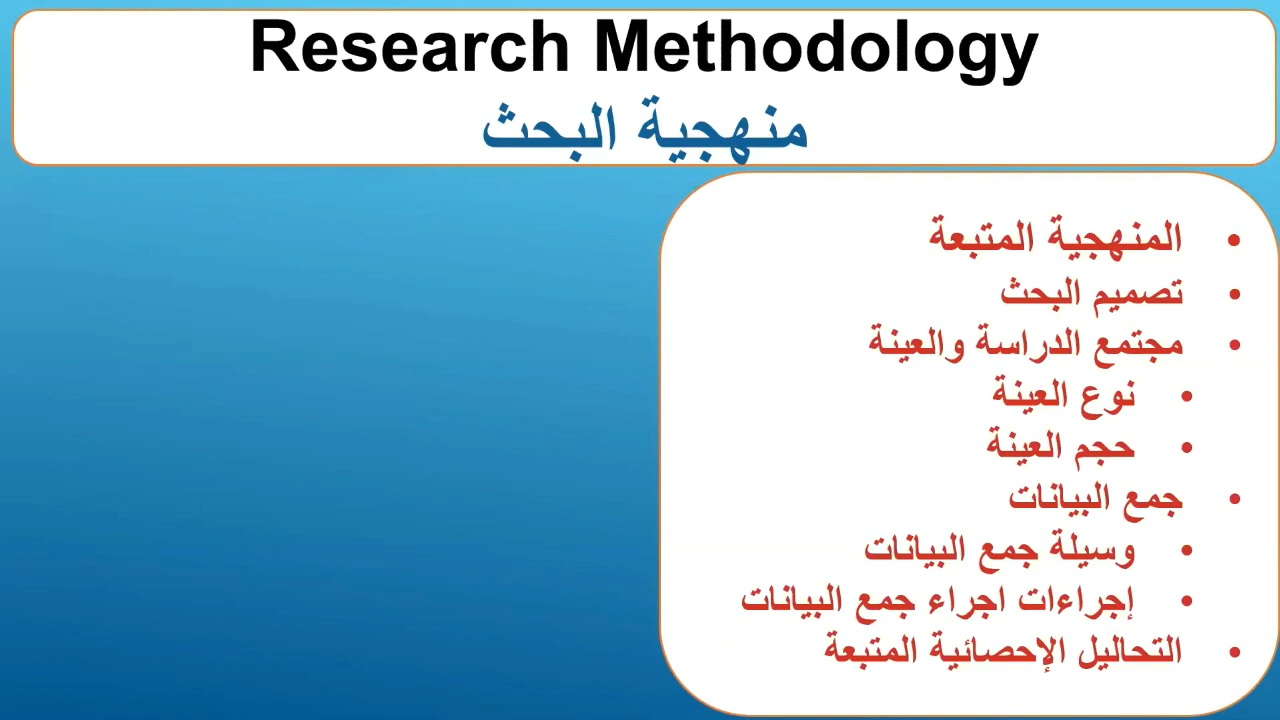 Research Methodology
منهجية البحث
• المنهجية المتبعة
• تصميم البحث
• مجتمع الدراسة والعينة
• نوع العينة
• حجم العينة
• جمع البيانات
• وسيلة جمع البيانات
• إجراءات اجراء جمع البيانات
• التحاليل الإحصائية المتبعة